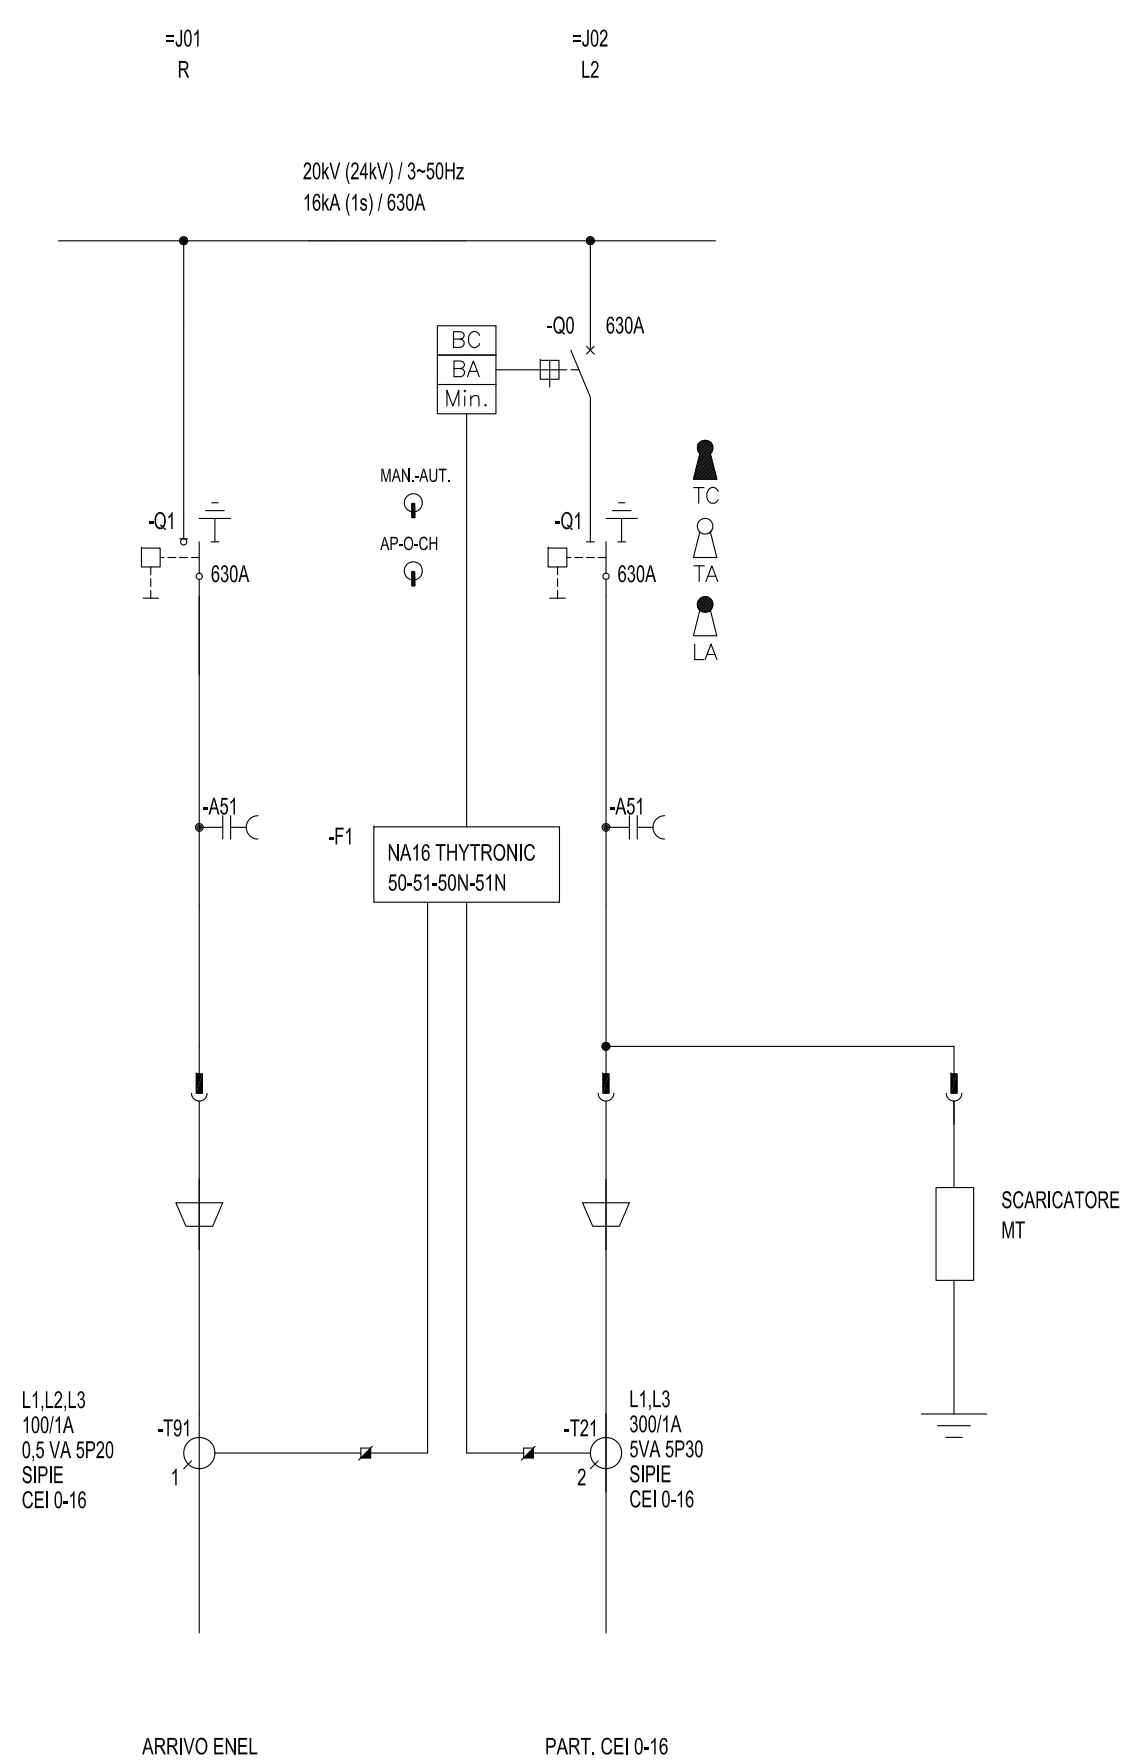 =J01
R
=J02
L2
20kV (24kV) / 3~50Hz
16kA (1s) / 630A
-Q0
630A
BC
BA
Min.
MAN.-AUT.
AP-O-CH
TC
TA
LA
-Q1
630A
-Q1
630A
-A51
-A51
-F1
NA16 THYTRONIC
50-51-50N-51N
SCARICATORE
MT
L1,L2,L3
100/1A
0,5 VA 5P20
SIPIE
CEI 0-16
-T91
1
-T21
2
L1,L3
300/1A
5VA 5P30
SIPIE
CEI 0-16
ARRIVO ENEL
PART. CEI 0-16